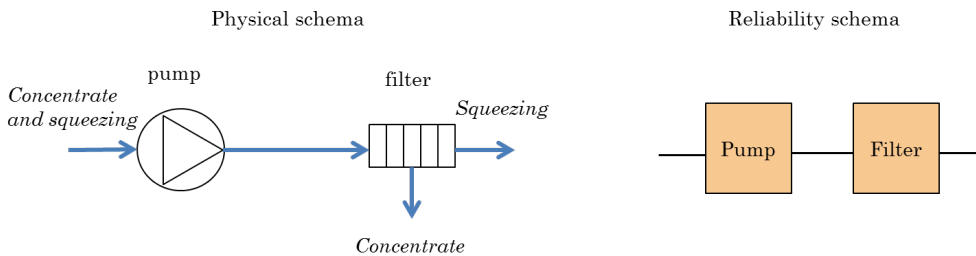 Physical schema
Reliability schema
pump
filter
Concentrate
and squeezing
Squeezing
Concentrate
Pump
Filter